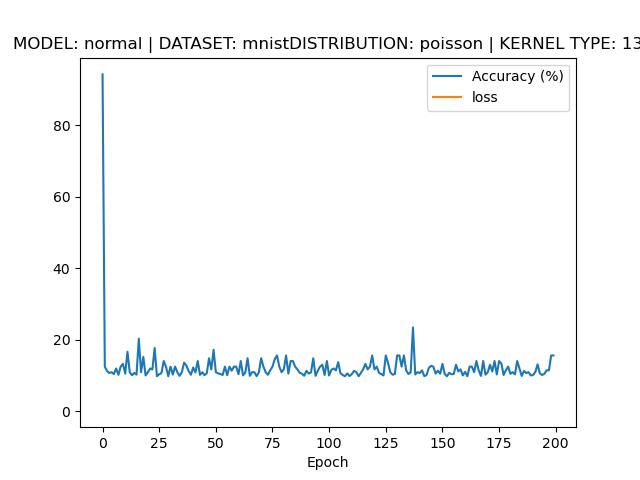 MODEL: normal | DATASET: mnistDISTRIBUTION: poisson | KERNEL TYPE: 13
Accuracy (%)
loss
80
60
40
20
0
0 25 50 75 100 125 150 175 200
Epoch